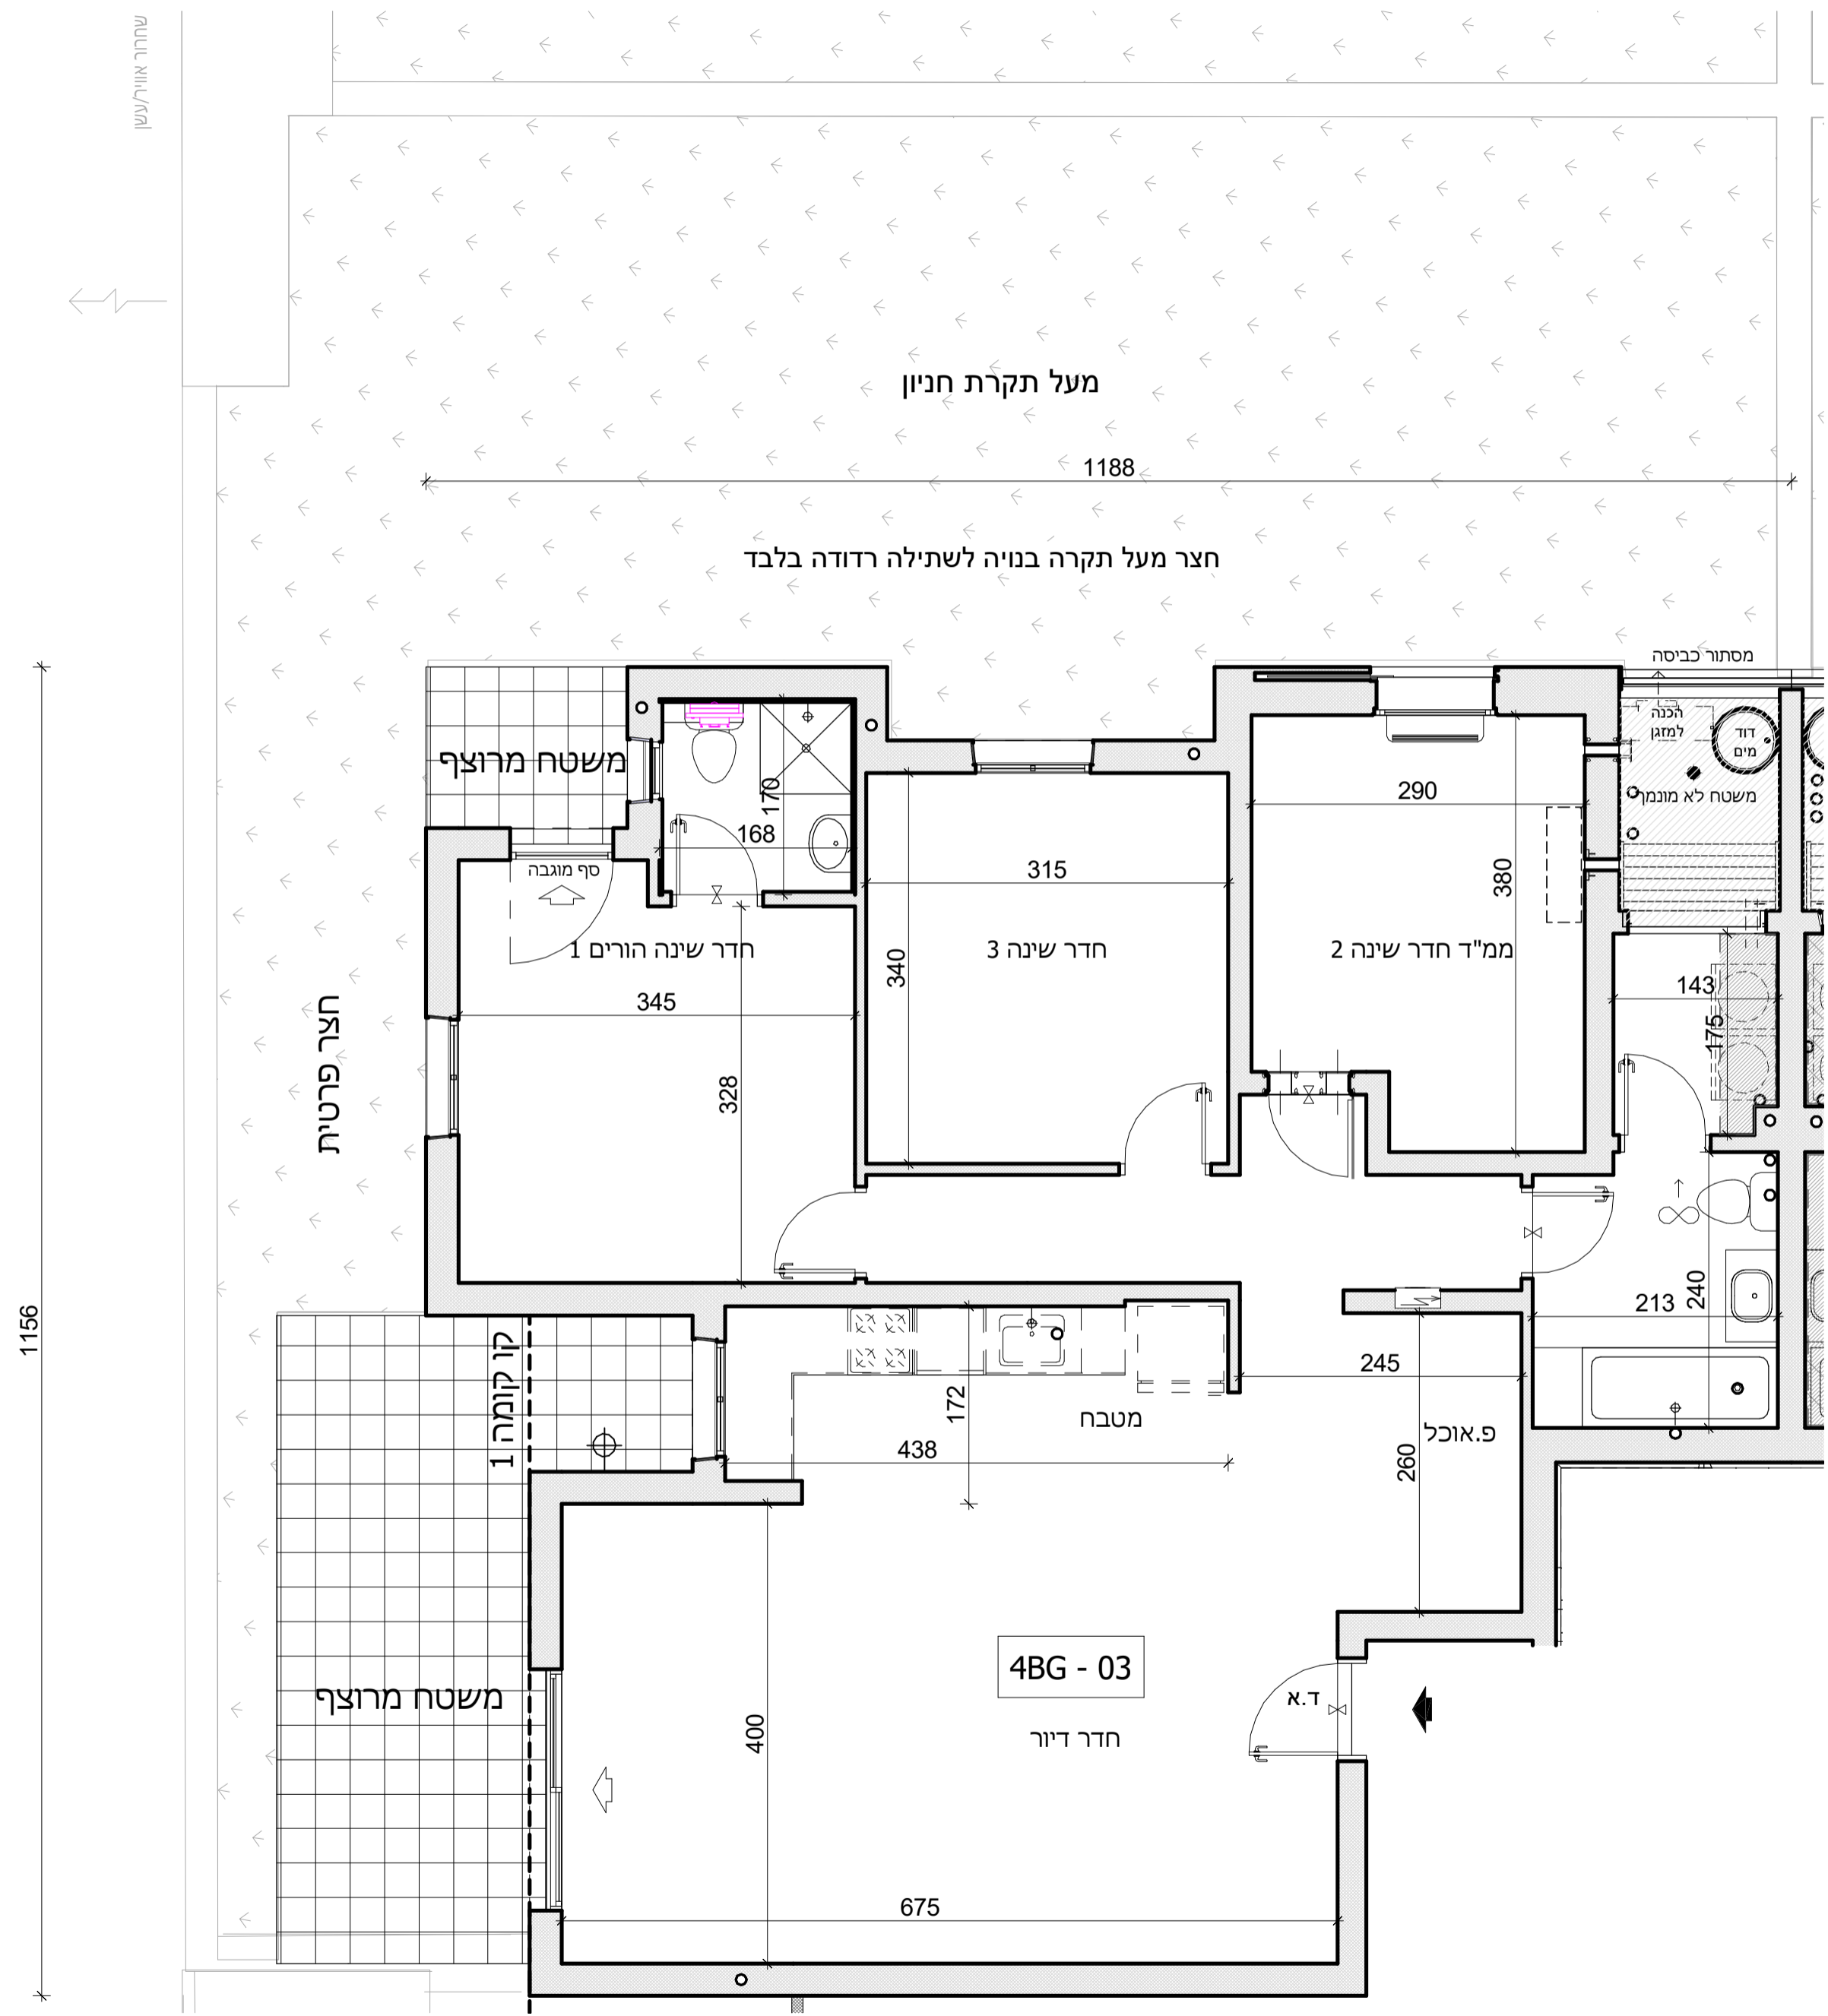 שחרור אוויר/עשן
מעל תקרת חניון
1188
חצר מעל תקרה בנויה לשתילה רדודה בלבד
מסתור כביסה
הכנה
למזגן
דוד
מים
משטח לא מונמך
משטח מרוצף
170
168
290
סף מוגבה
315
380
חדר שינה הורים 1
340
חדר שינה 3
ממ"ד חדר שינה 2
345
143
175
חצר פרטית
328
1156
240
213
קו קומה 1
245
172
מטבח
438
פ.אוכל
260
4BG - 03
משטח מרוצף
ד.א
400
חדר דיור
675